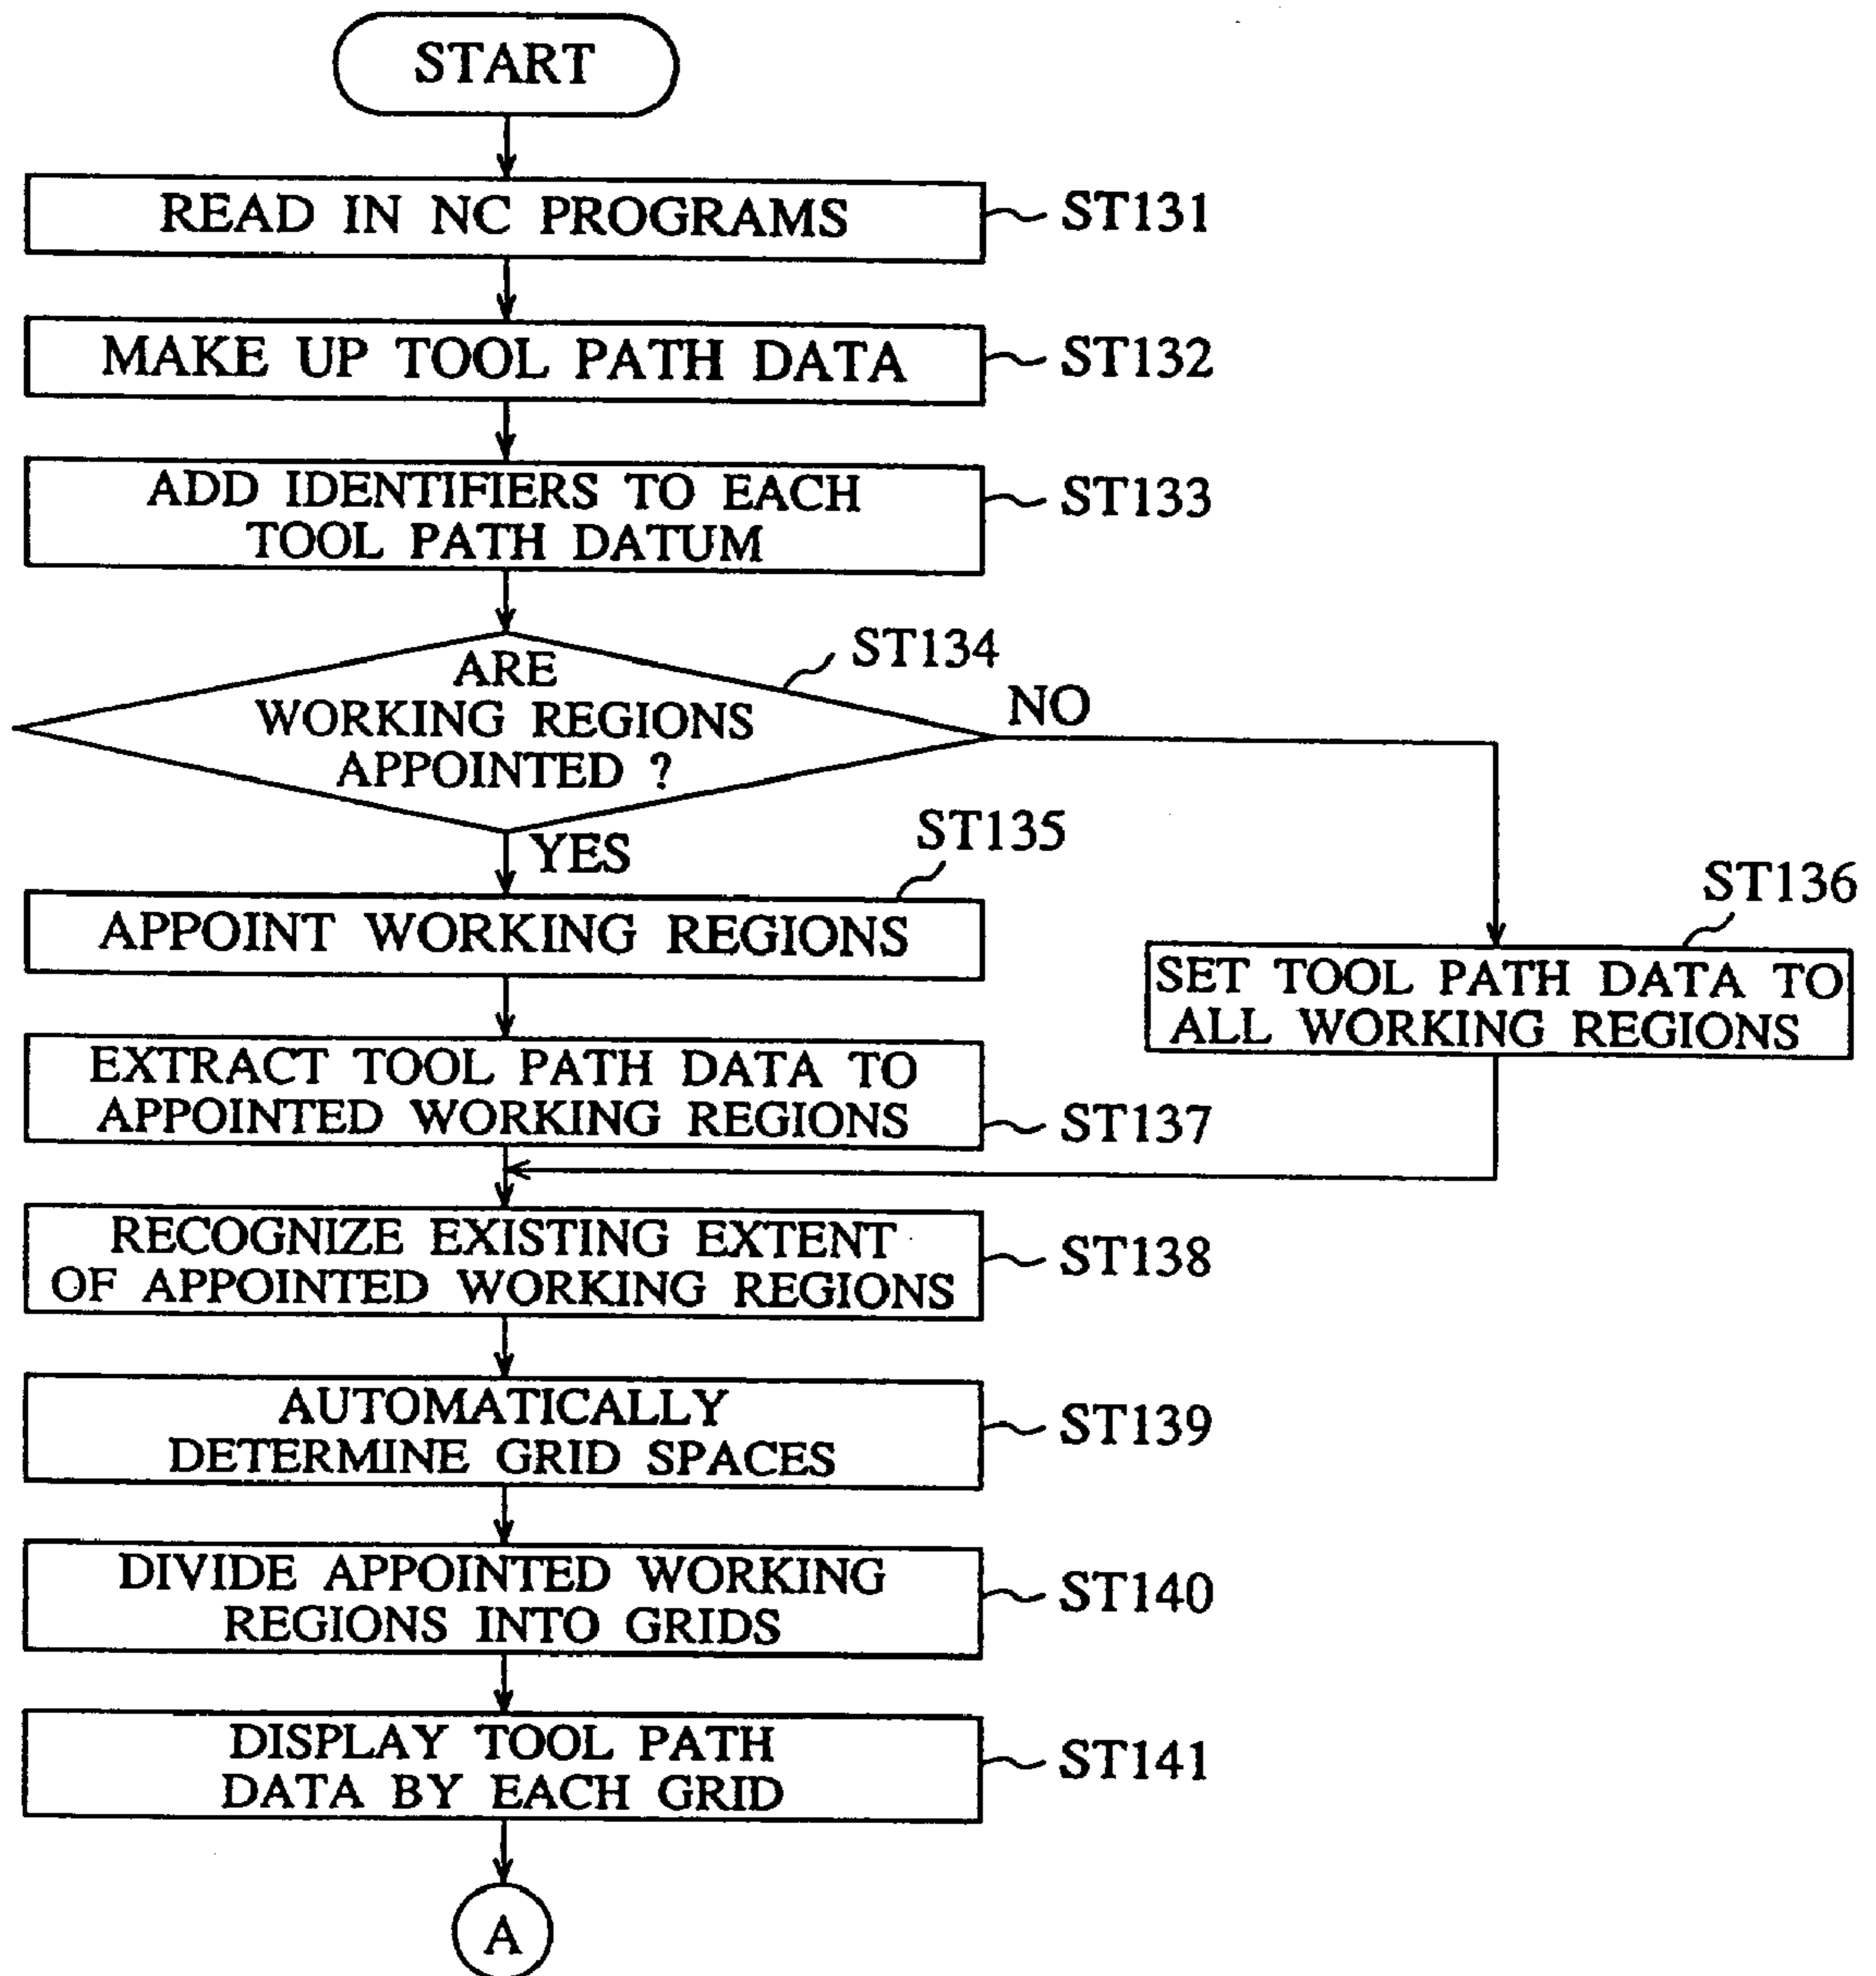 START
READ IN NC PROGRAMS
ST131
MAKE UP TOOL PATH DATA
ST132
ADD IDENTIFIERS TO EACH
TOOL PATH DATUM
ST133
ARE
WORKING REGIONS
APPOINTED ?
ST134
NO
YES
ST135
APPOINT WORKING REGIONS
ST136
SET TOOL PATH DATA TO
ALL WORKING REGIONS
EXTRACT TOOL PATH DATA TO
APPOINTED WORKING REGIONS
ST137
RECOGNIZE EXISTING EXTENT
OF APPOINTED WORKING REGIONS
ST138
AUTOMATICALLY
DETERMINE GRID SPACES
ST139
DIVIDE APPOINTED WORKING
REGIONS INTO GRIDS
ST140
DISPLAY TOOL PATH
DATA BY EACH GRID
ST141
A